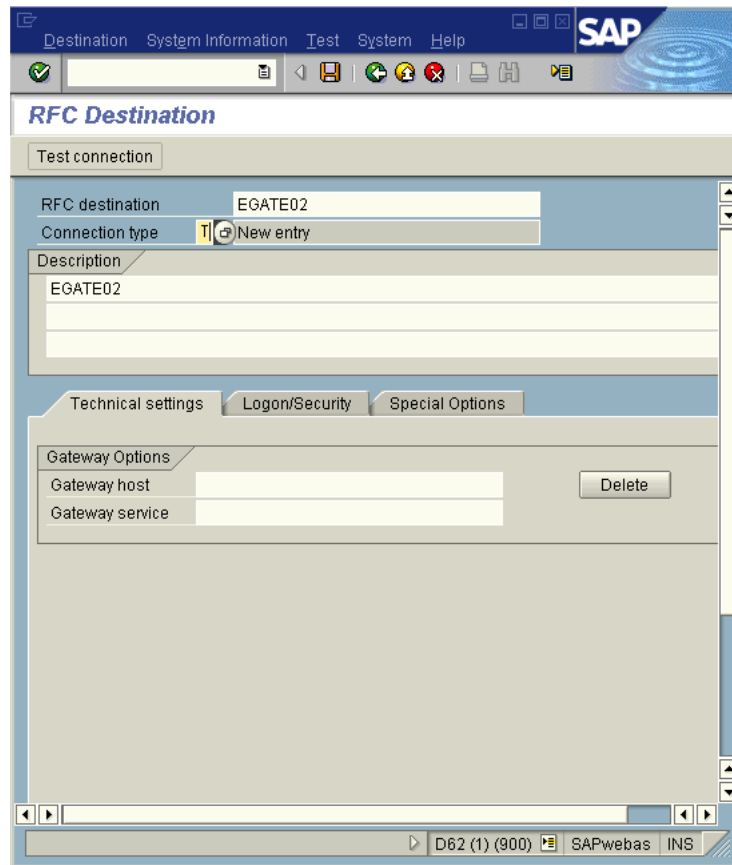 Destination System Information Test System Help
SAP
RFC Destination
Test connection
RFC destination EGATE02
Connection type T New entry
Description
EGATE02
Technical settings Logon/Security Special Options
Gateway Options
Gateway host Delete
Gateway service
D62 (1) (900) SAPwebas INS